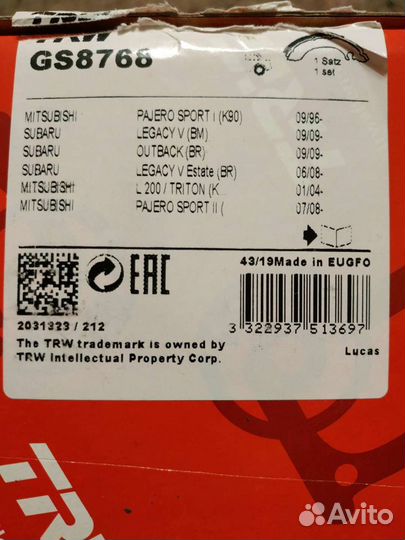 TRW
GS8768
1 Satz
1 set
MITSUBISHI PAJERO SPORT I (K90) 09/96-
SUBARU LEGACY V (BM) 09/09-
SUBARU OUTBACK (BR) 09/09-
SUBARU LEGACY V Estate (BR) 06/08-
MITSUBISHI L 200 / TRITON (K... 01/04-
MITSUBISHI PAJERO SPORT II ( 07/08-
43/19 Made in EUGFO
EAC
2031323 / 212
3 322937 513697
The TRW trademark is owned by
TRW Intellectual Property Corp.
Lucas
TRW
Avito